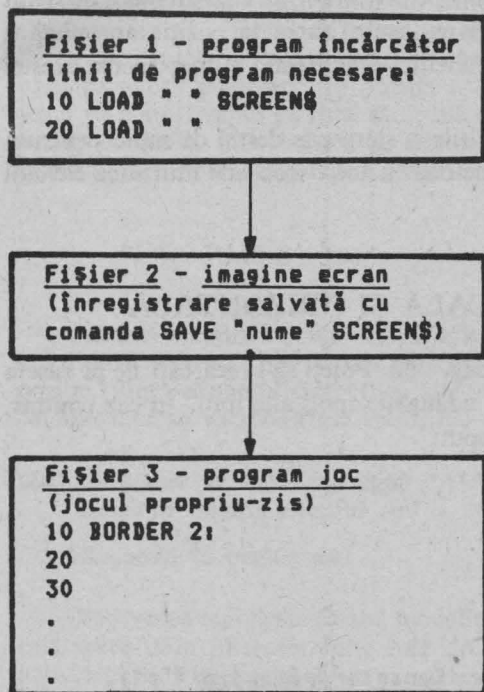 Fişier 1 - program încărcător
linii de program necesare:
10 LOAD " " SCREEN$
20 LOAD " "
Fişier 2 - imagine ecran
(înregistrare salvată cu
comanda SAVE "nume" SCREEN$)
Fişier 3 - program joc
(jocul propriu-zis)
10 BORDER 2:
20
30
.
.
.